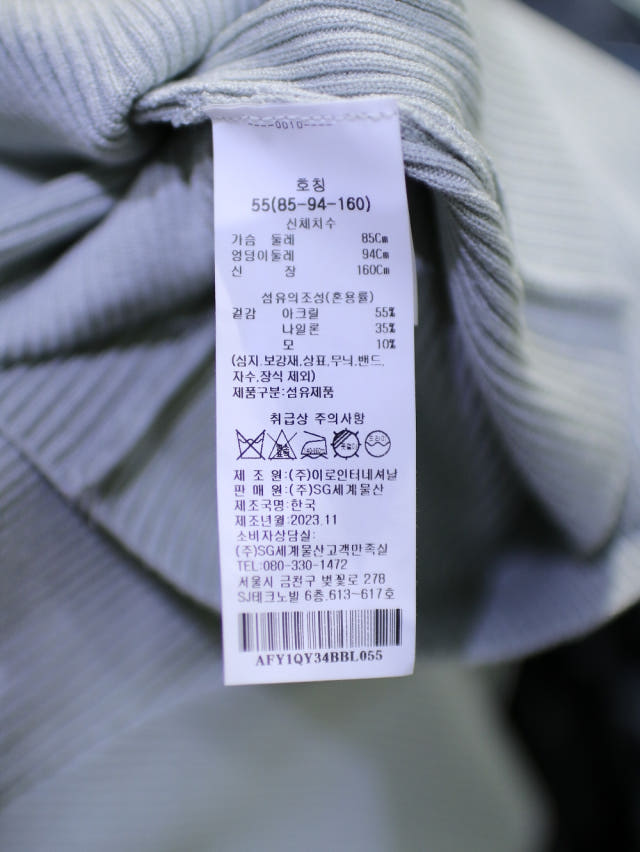 ----0010----
호칭
55(85-94-160)
신체치수
가슴 둘레 85Cm
엉덩이둘레 94Cm
신 장 160Cm
섬유의조성(혼용률)
겉감 아크릴 55%
나일론 35%
모 10%
(심지,보강재,상표,무늬,밴드,
자수,장식 제외)
제품구분:섬유제품
취급상 주의사항
제 조 원:(주)이로인터내셔날
판 매 원:(주)SG세계물산
제조국명:한국
제조년월:2023.11
소비자상담실:
(주)SG세계물산고객만족실
TEL:080-330-1472
서울시 금천구 벚꽃로 278
SJ테크노빌 6층.613~617호
AFY1QY34BBL055